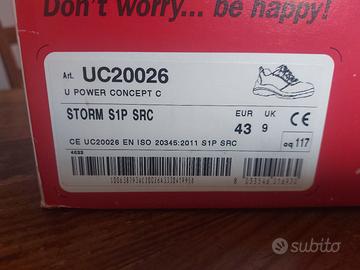 Don't worry... be happy!
Art. UC20026
U POWER CONCEPT C
STORM S1P SRC
EUR UK
43 9
CE
aq 117
CE UC20026 EN ISO 20345:2011 S1P SRC
subito